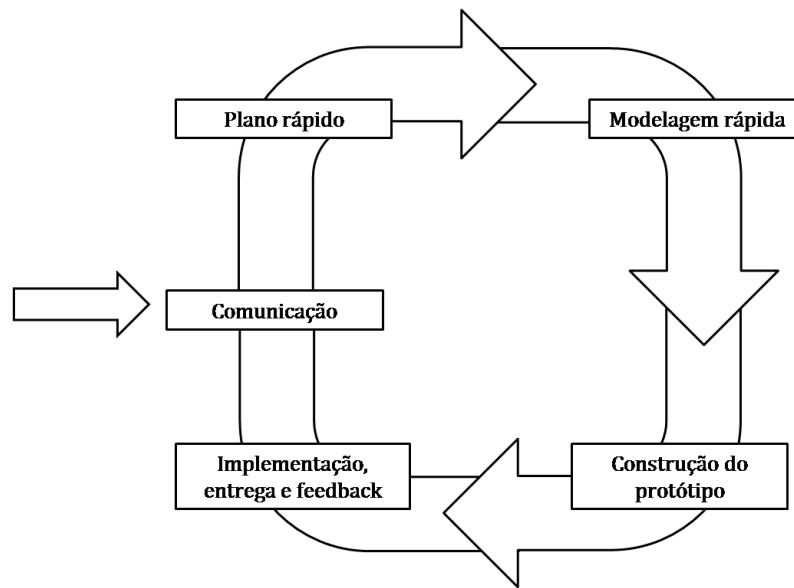 Plano rápido
Modelagem rápida
Comunicação
Implementação,
entrega e feedback
Construção do
protótipo